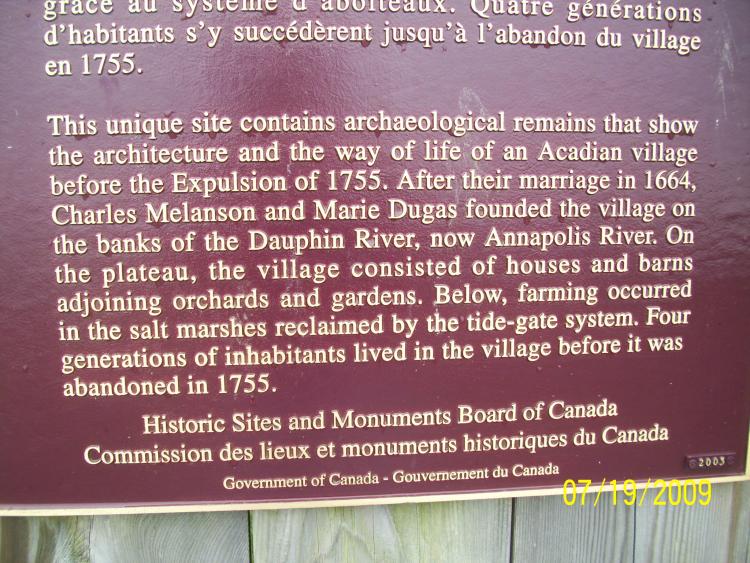 grâce au système d'aboiteaux. Quatre générations
d'habitants s'y succédèrent jusqu'à l'abandon du village
en 1755.
This unique site contains archaeological remains that show
the architecture and the way of life of an Acadian village
before the Expulsion of 1755. After their marriage in 1664,
Charles Melanson and Marie Dugas founded the village on
the banks of the Dauphin River, now Annapolis River. On
the plateau, the village consisted of houses and barns
adjoining orchards and gardens. Below, farming occurred
in the salt marshes reclaimed by the tide-gate system. Four
generations of inhabitants lived in the village before it was
abandoned in 1755.
Historic Sites and Monuments Board of Canada
Commission des lieux et monuments historiques du Canada
Government of Canada - Gouvernement du Canada
2003
07/19/2009